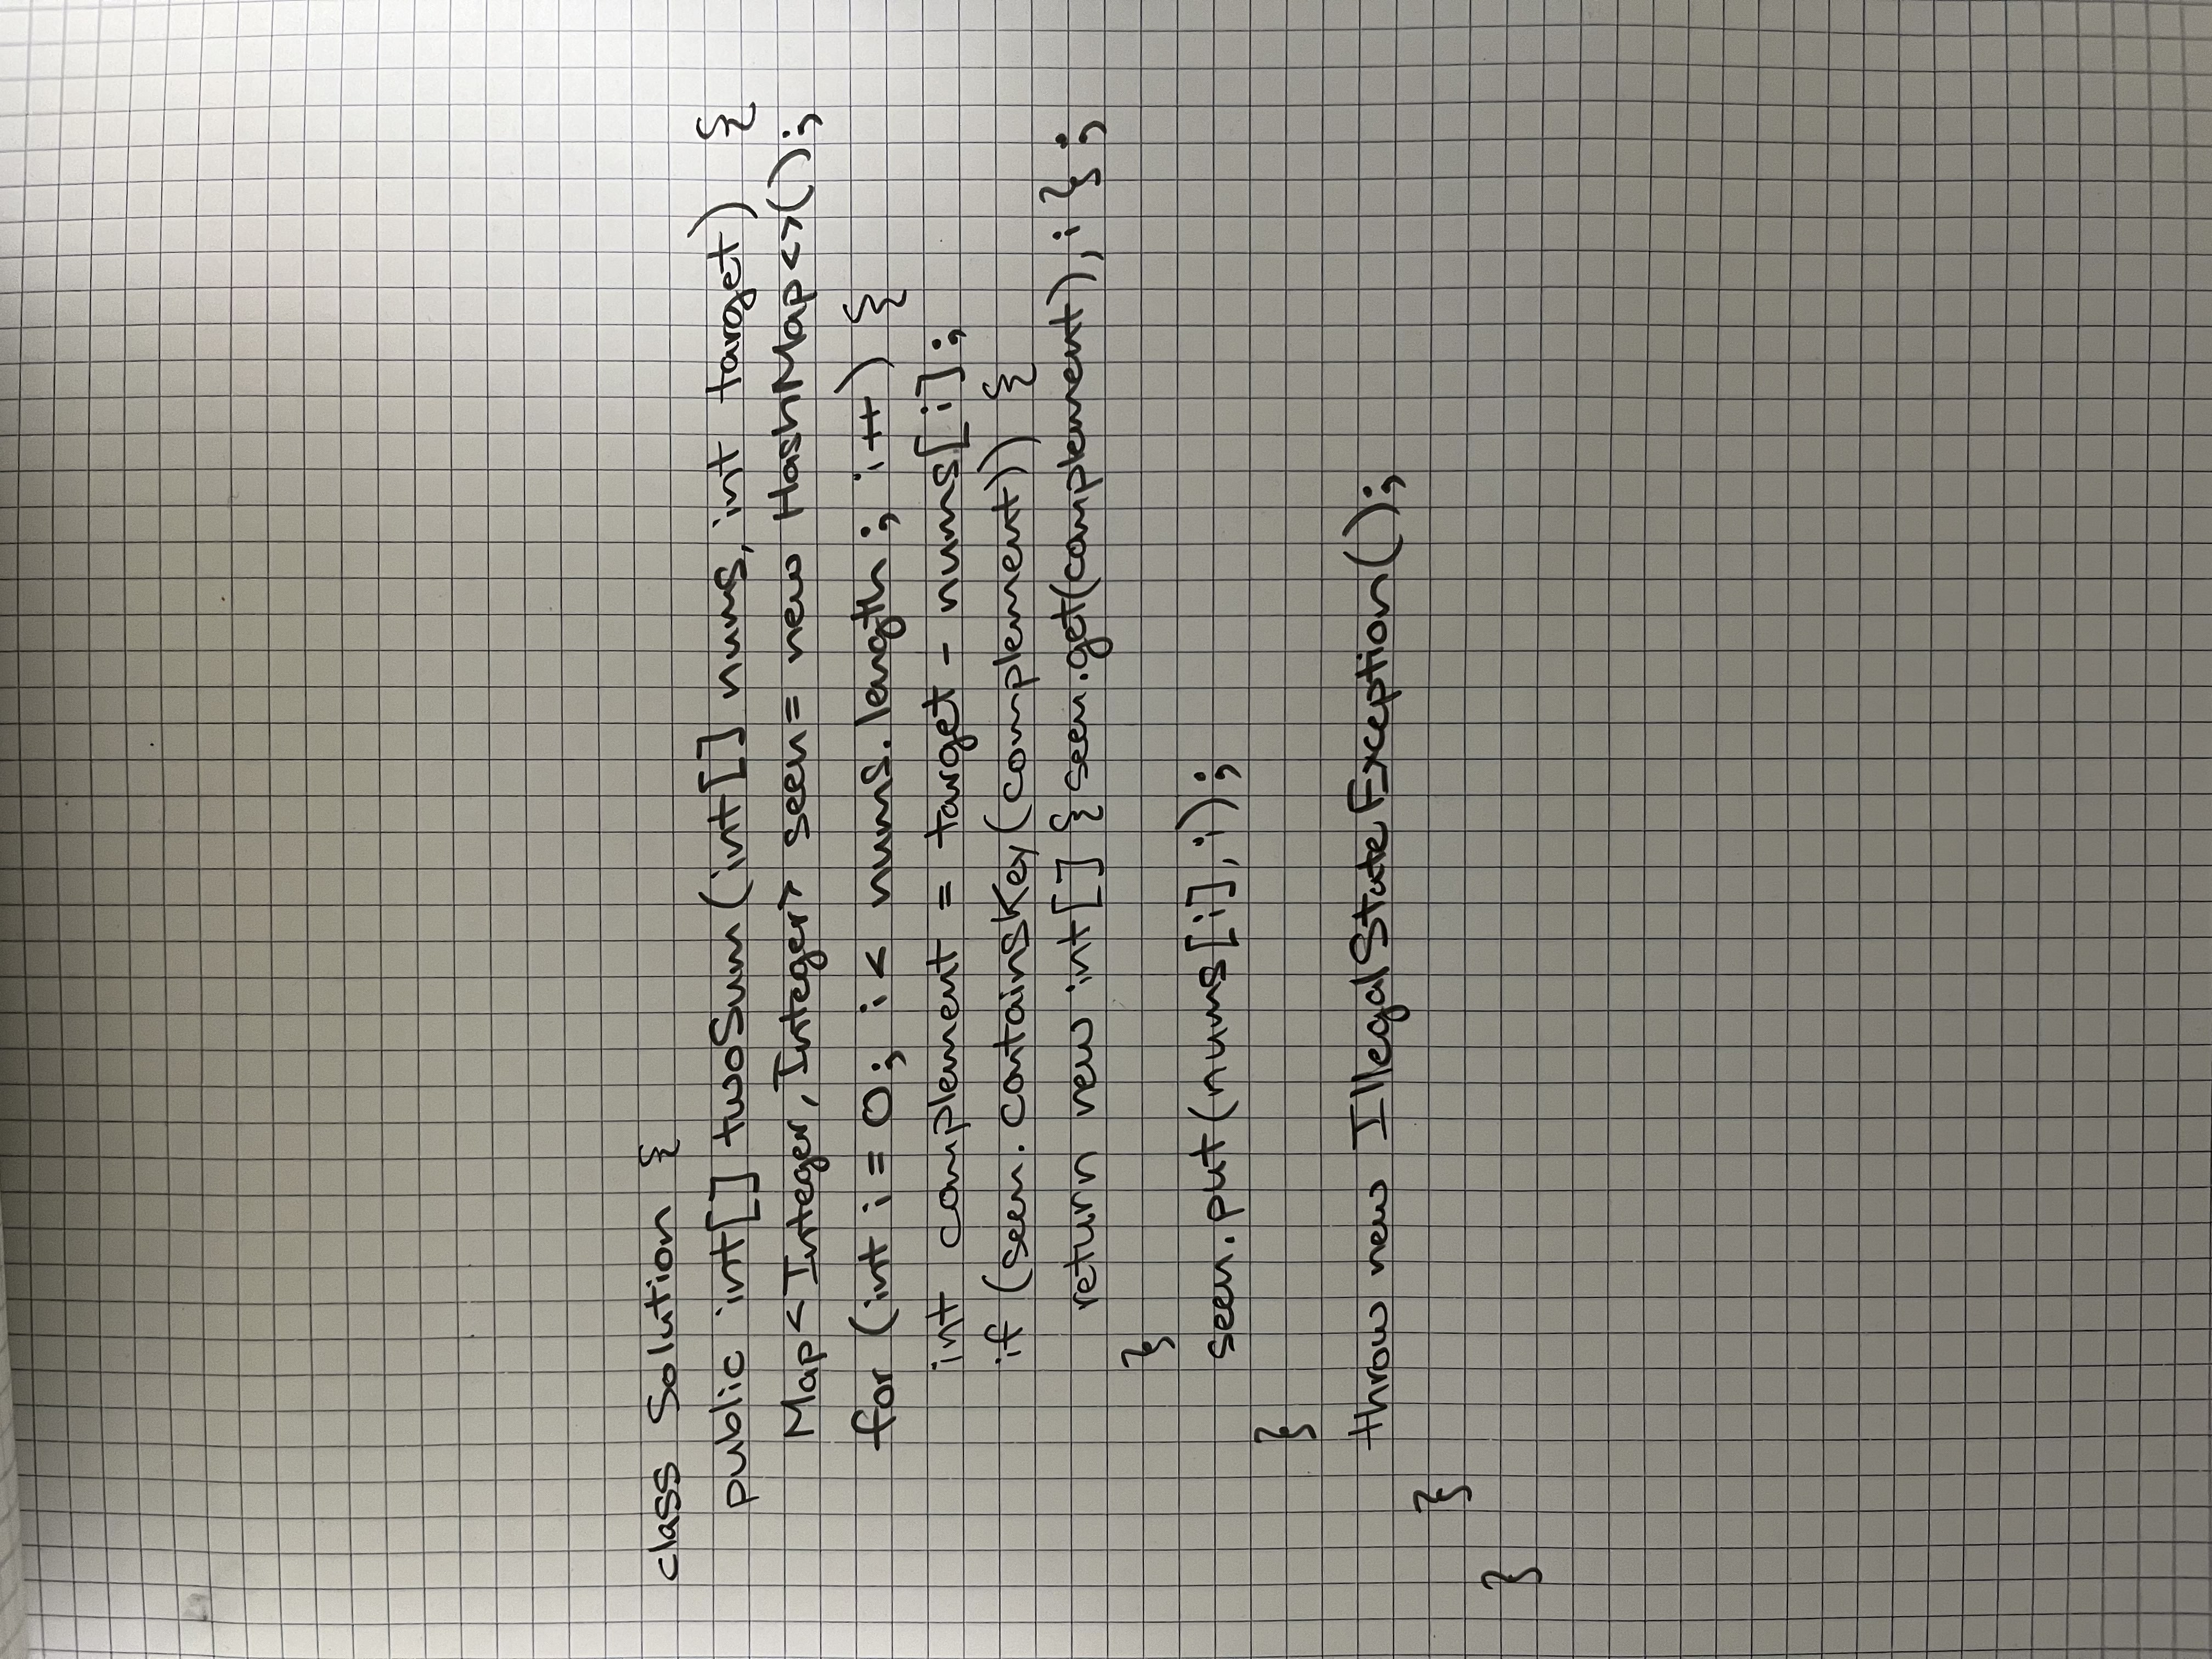 class Solution {
public int[] twoSum(int[] nums, int target) {
Map<Integer, Integer> seen = new HashMap<>();
for (int i = 0; i < nums.length; i++) {
int complement = target - nums[i];
if (seen.containsKey(complement)) {
return new int[] {seen.get(complement), i};
}
seen.put(nums[i], i);
}
throw new IllegalStateException();
}
}